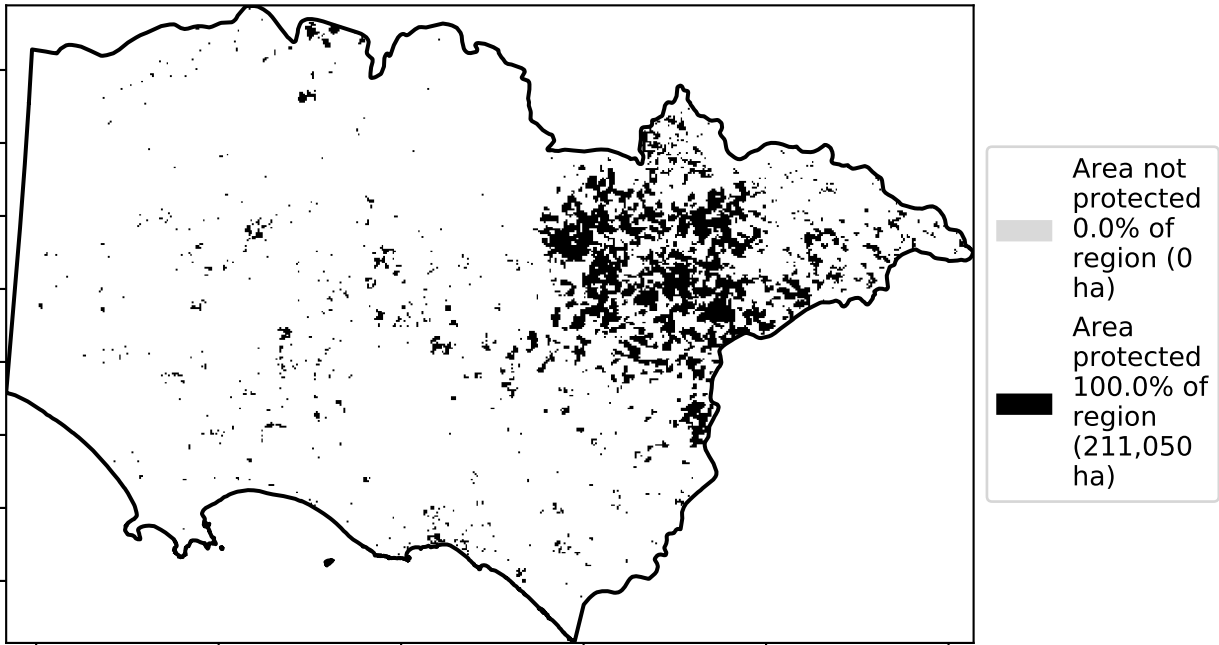 Area not
protected
0.0% of
region (0
ha)
Area
protected
100.0% of
region
(211,050
ha)